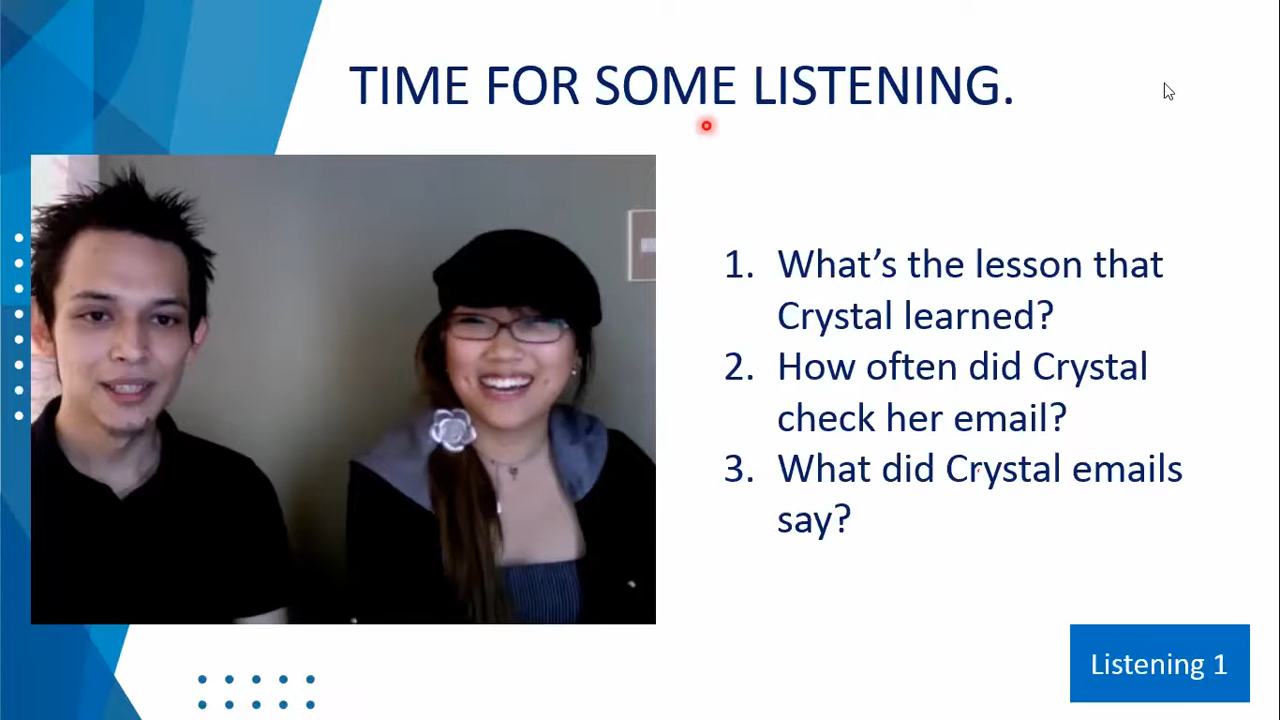 TIME FOR SOME LISTENING.
1. What’s the lesson that
Crystal learned?
2. How often did Crystal
check her email?
3. What did Crystal emails
say?
Listening 1